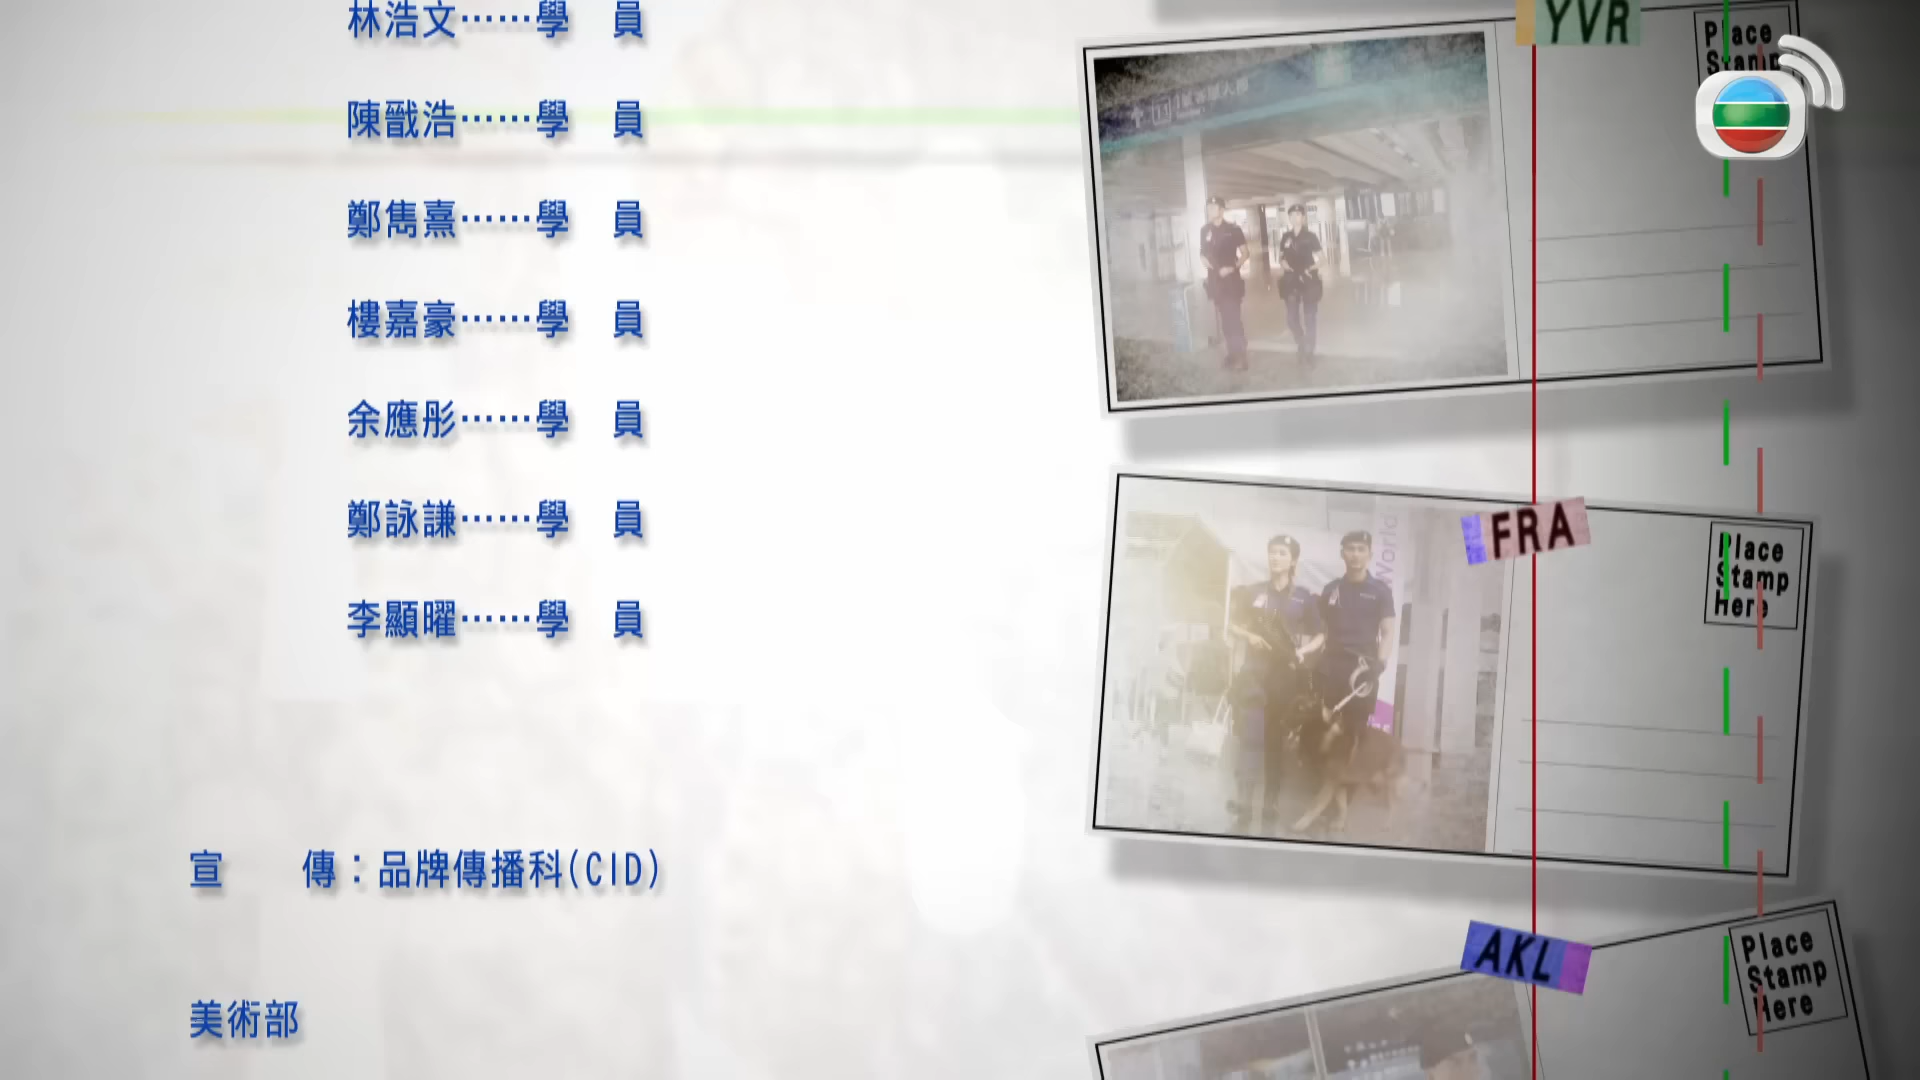 林浩文……學　員
陳戩浩……學　員
鄭雋熹……學　員
樓嘉豪……學　員
余應彤……學　員
鄭詠謙……學　員
李顯曜……學　員
宣　　傳：品牌傳播科(CID)
美術部
YVR
Place
Stamp
FRA
World
Place
Stamp
Here
AKL
Place
Stamp
Here